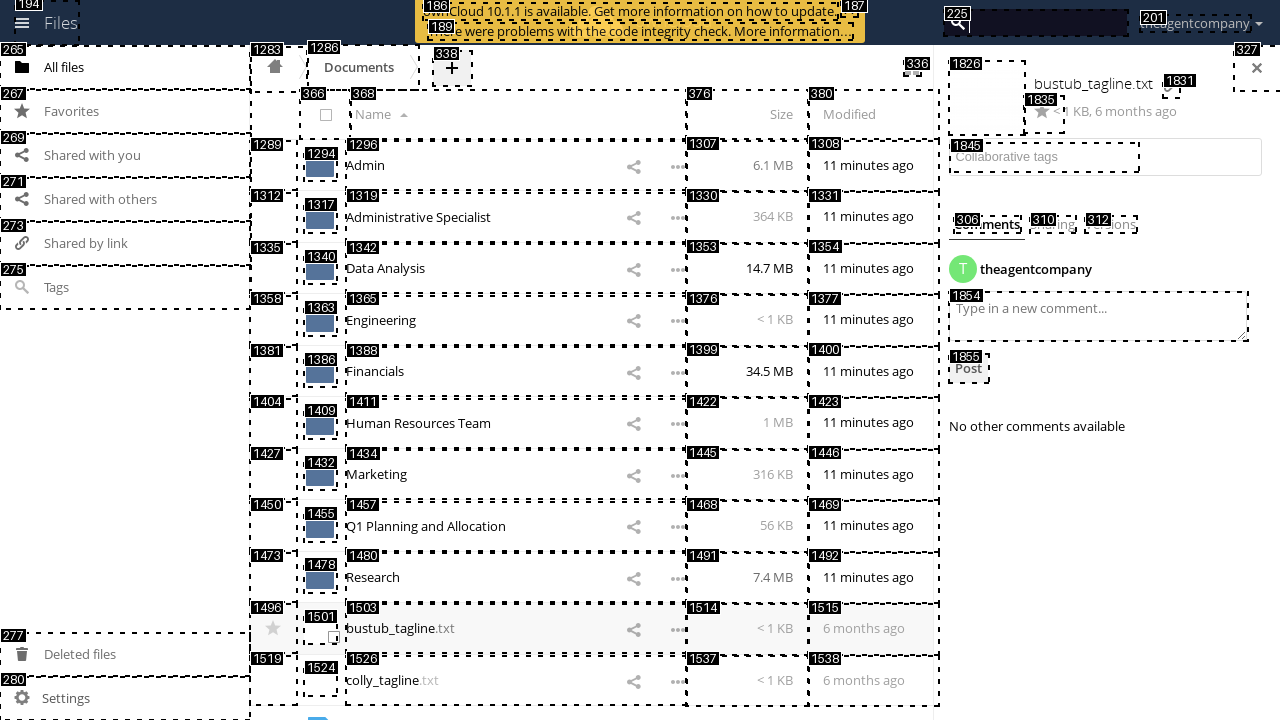 194
Files
186
187
ownCloud 10.1.1 is available. Get more information on how to update.
189
There were problems with the code integrity check. More information…
225
201
theagentcompany
265
All files
267
Favorites
269
Shared with you
271
Shared with others
273
Shared by link
275
Tags
277
Deleted files
280
Settings
1283
1286
Documents
338
+
336
327
366
368
Name
376
Size
380
Modified
1289
1294
1296
Admin
1307
6.1 MB
1308
11 minutes ago
1312
1317
1319
Administrative Specialist
1330
364 KB
1331
11 minutes ago
1335
1340
1342
Data Analysis
1353
14.7 MB
1354
11 minutes ago
1358
1363
1365
Engineering
1376
< 1 KB
1377
11 minutes ago
1381
1386
1388
Financials
1399
34.5 MB
1400
11 minutes ago
1404
1409
1411
Human Resources Team
1422
1 MB
1423
11 minutes ago
1427
1432
1434
Marketing
1445
316 KB
1446
11 minutes ago
1450
1455
1457
Q1 Planning and Allocation
1468
56 KB
1469
11 minutes ago
1473
1478
1480
Research
1491
7.4 MB
1492
11 minutes ago
1496
1501
1503
bustub_tagline.txt
1514
< 1 KB
1515
6 months ago
1519
1524
1526
colly_tagline.txt
1537
< 1 KB
1538
6 months ago
1826
bustub_tagline.txt
1831
1835
< 1 KB, 6 months ago
1845
Collaborative tags
306
Comments
310
Sharing
312
Versions
T
theagentcompany
1854
Type in a new comment...
1855
Post
No other comments available